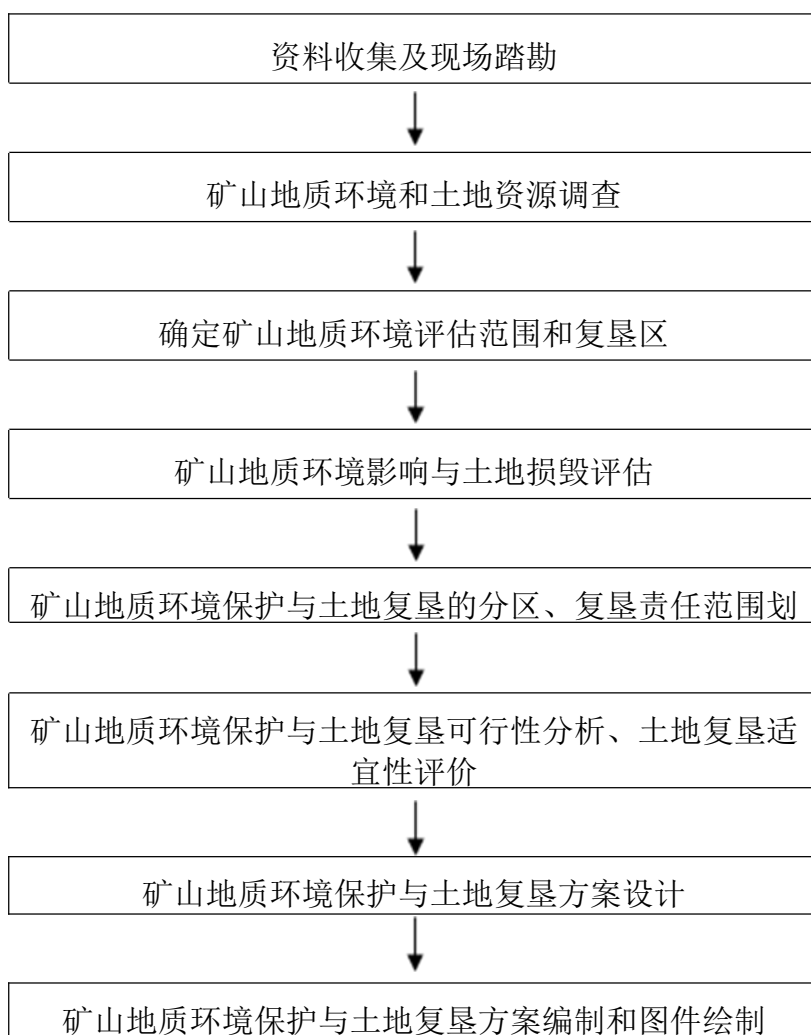 资料收集及现场踏勘
矿山地质环境和土地资源调查
确定矿山地质环境评估范围和复垦区
矿山地质环境影响与土地损毁评估
矿山地质环境保护与土地复垦的分区、复垦责任范围划
矿山地质环境保护与土地复垦可行性分析、土地复垦适
宜性评价
矿山地质环境保护与土地复垦方案设计
矿山地质环境保护与土地复垦方案编制和图件绘制